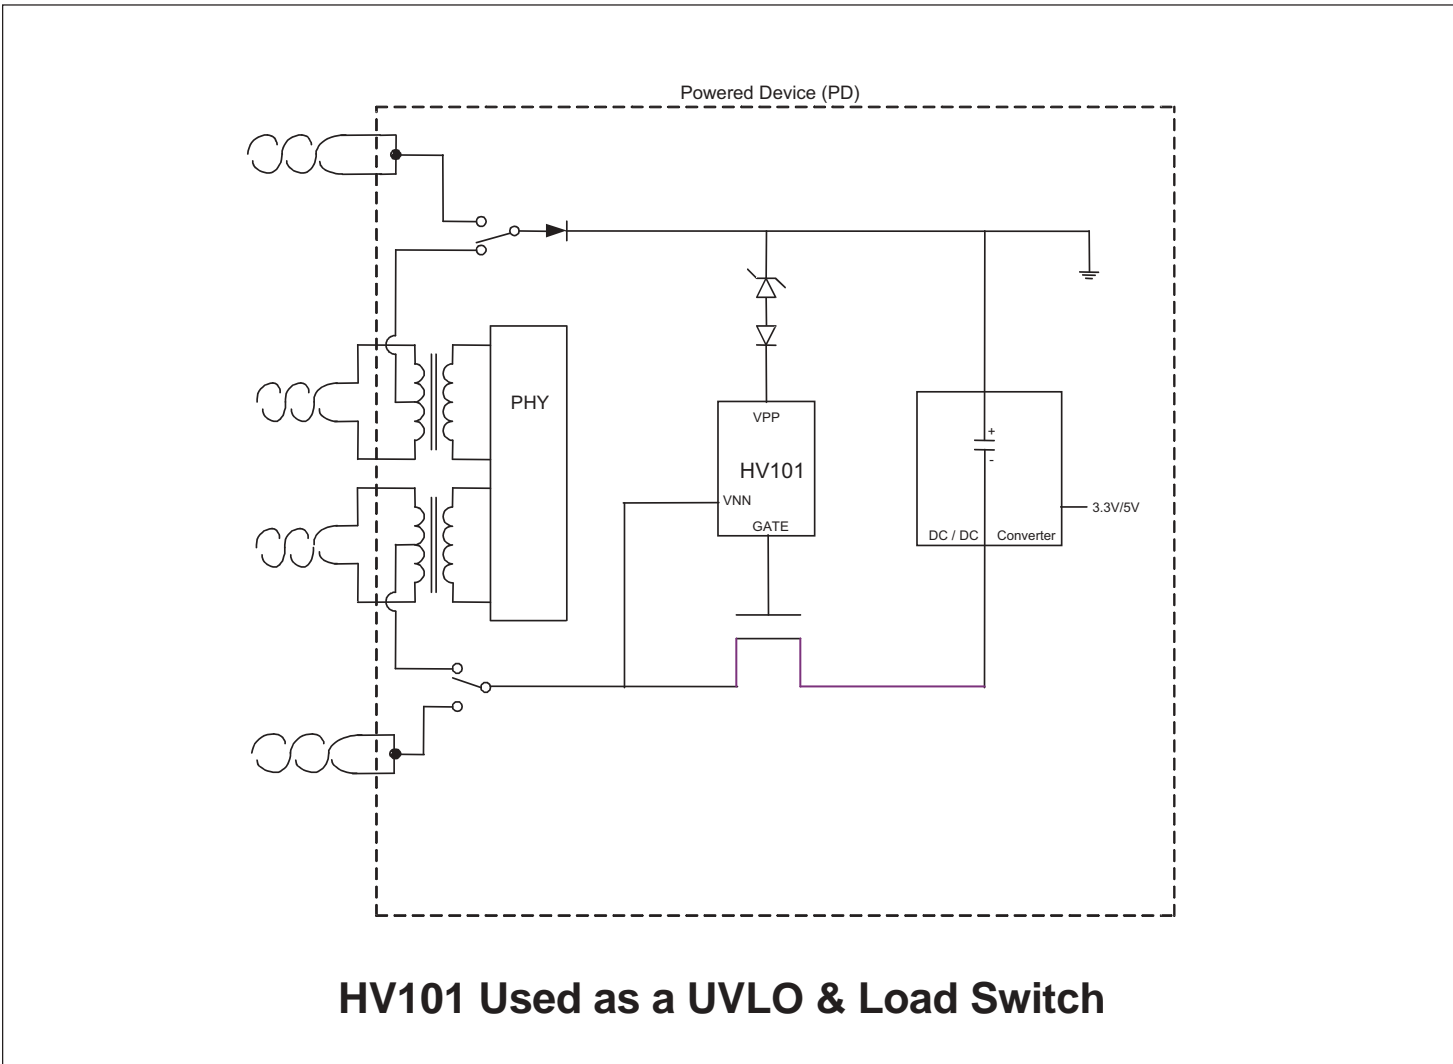 Powered Device (PD)
PHY
VPP
HV101
VNN
GATE
+
-
DC / DC Converter
3.3V/5V
HV101 Used as a UVLO & Load Switch